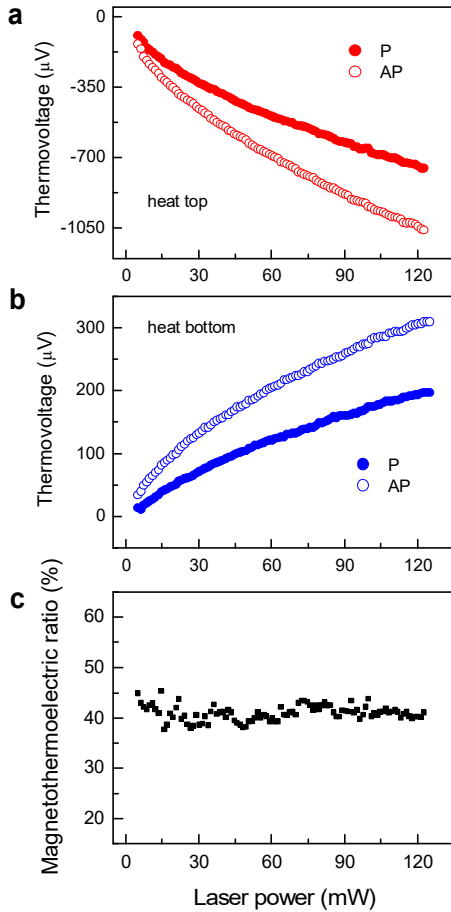 a
0
-350
-700
-1050
Thermovoltage (μV)
P
AP
heat top
0 30 60 90 120
b
300
200
100
0
Thermovoltage (μV)
heat bottom
P
AP
0 30 60 90 120
c
60
50
40
30
20
Magnetothermoelectric ratio (%)
0 30 60 90 120
Laser power (mW)